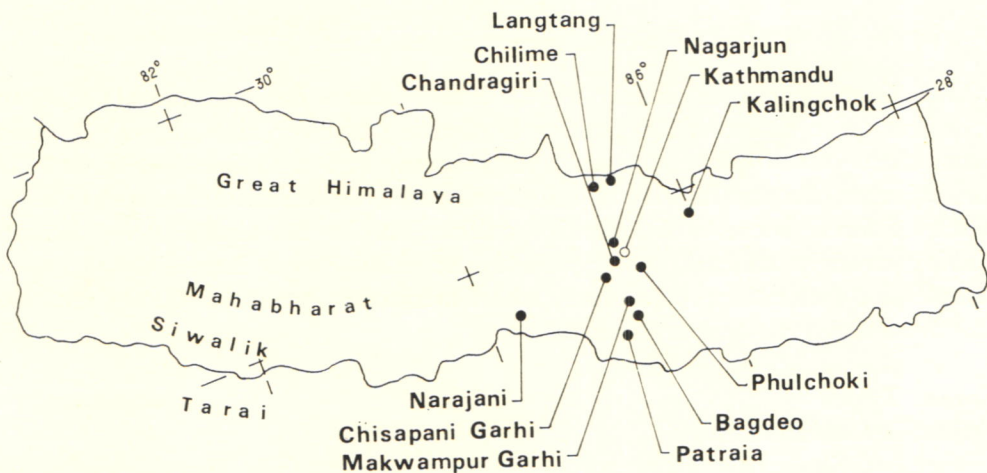 Langtang
Chilime
Chandragiri
Nagarjun
Kathmandu
Kalingchok
82°
30°
86°
28°
Great Himalaya
Mahabharat
Siwalik
Tarai
Narajani
Chisapani Garhi
Makwampur Garhi
Phulchoki
Bagdeo
Patraia